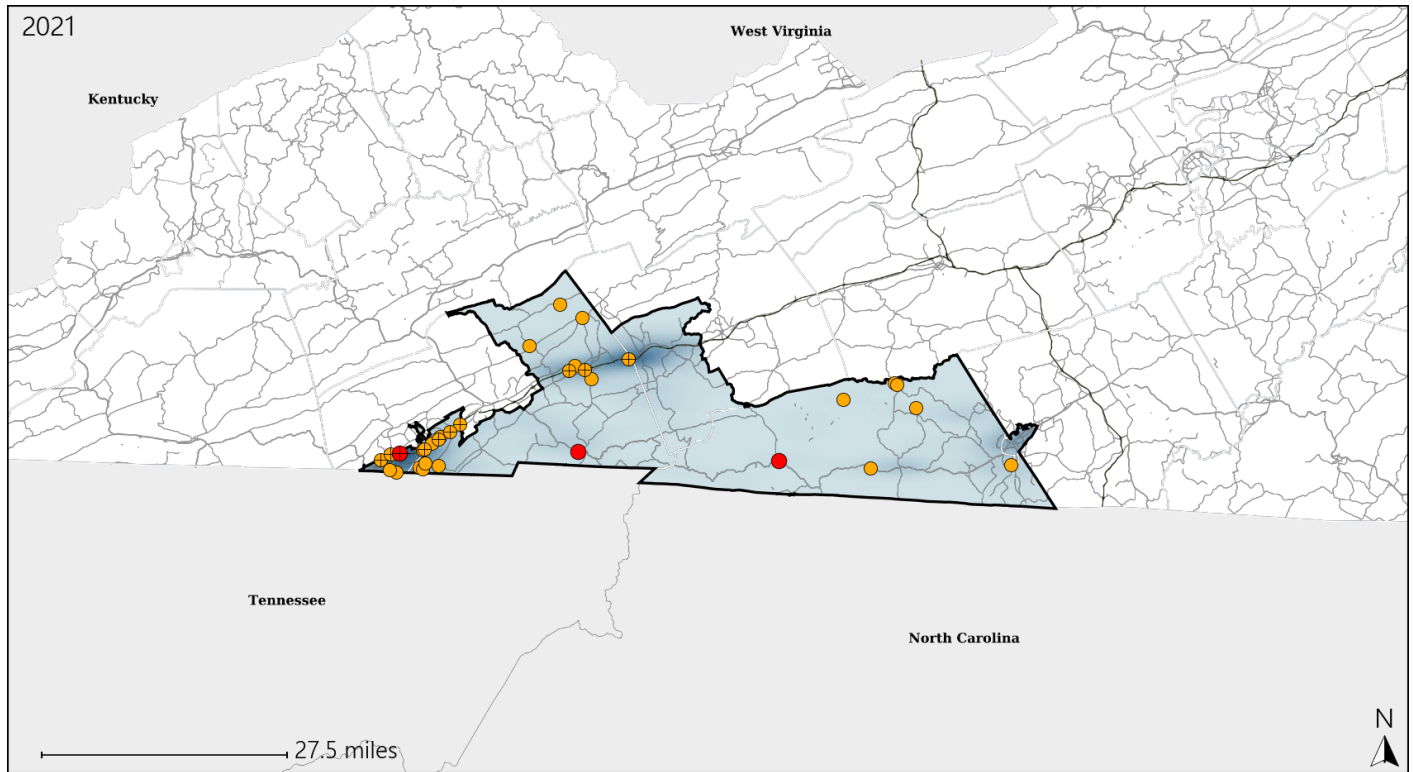 2021
West Virginia
Kentucky
Tennessee
North Carolina
N
27.5 miles